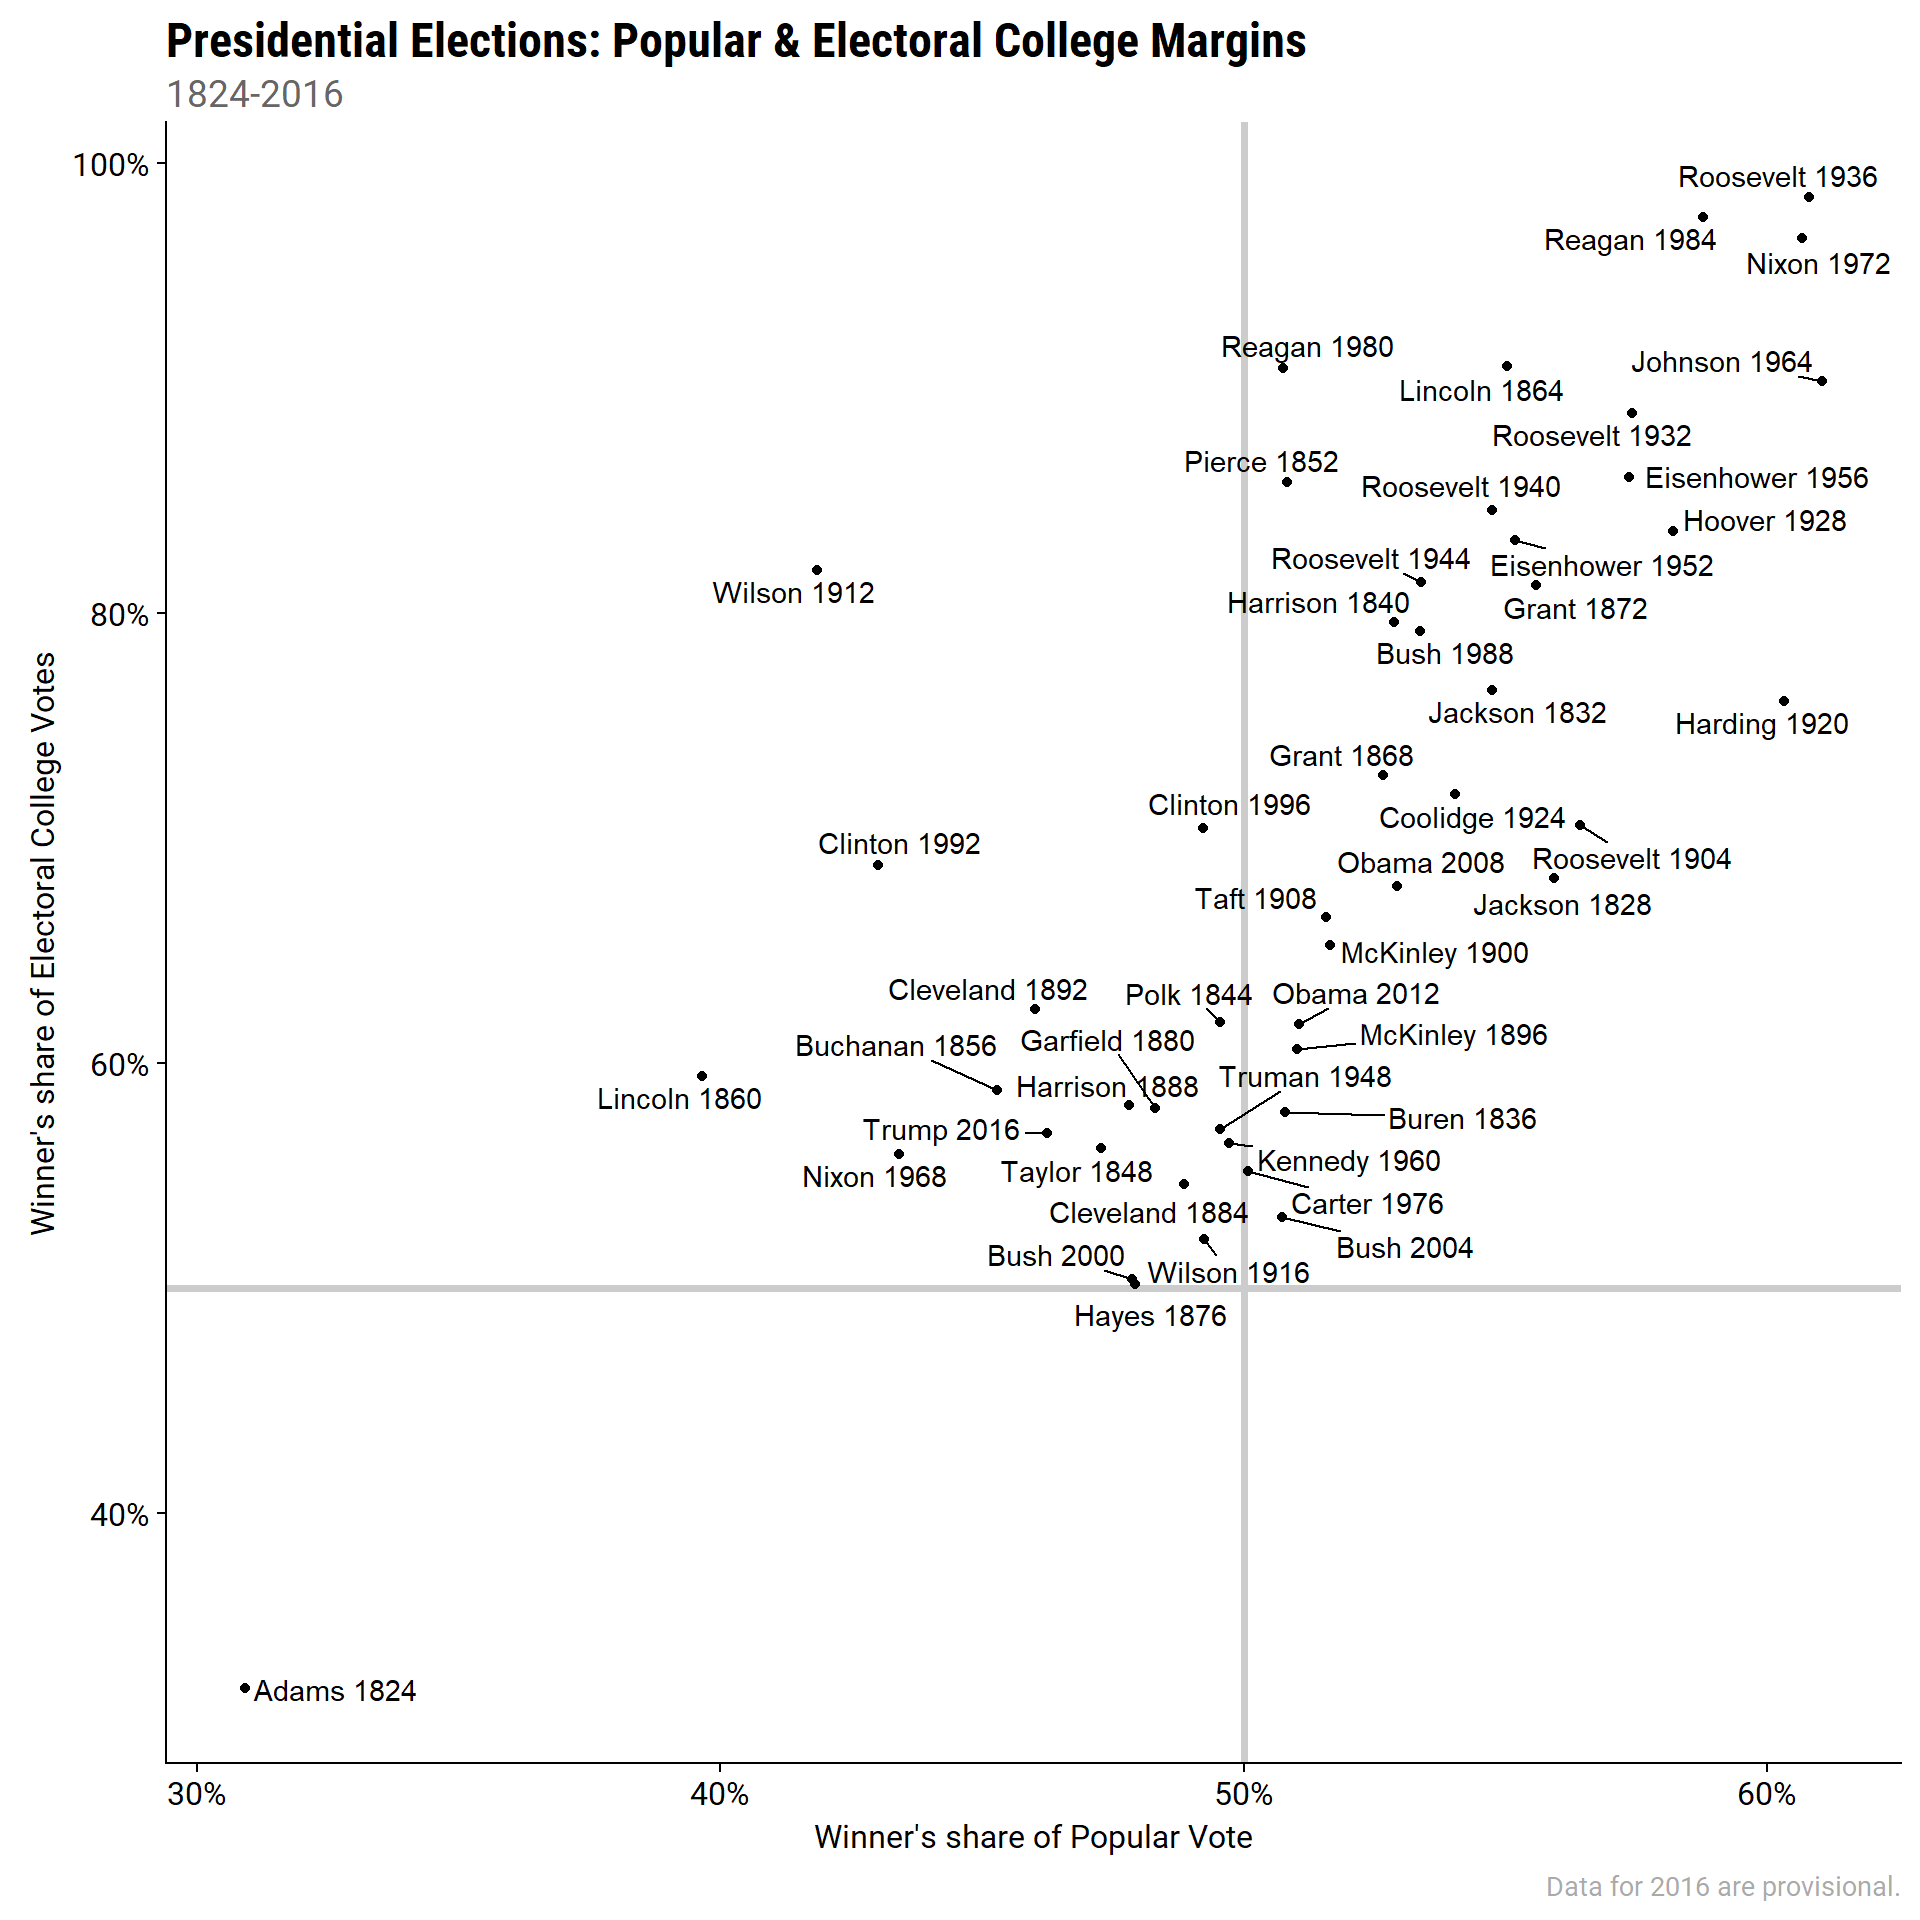 Presidential Elections: Popular & Electoral College Margins
1824-2016
100%
80%
60%
40%
Winner's share of Electoral College Votes
Roosevelt 1936
Reagan 1984
Nixon 1972
Reagan 1980
Johnson 1964
Lincoln 1864
Roosevelt 1932
Pierce 1852
Eisenhower 1956
Roosevelt 1940
Hoover 1928
Roosevelt 1944
Eisenhower 1952
Wilson 1912
Harrison 1840
Grant 1872
Bush 1988
Jackson 1832
Harding 1920
Grant 1868
Clinton 1996
Coolidge 1924
Clinton 1992
Roosevelt 1904
Obama 2008
Taft 1908
Jackson 1828
McKinley 1900
Cleveland 1892
Polk 1844
Obama 2012
McKinley 1896
Garfield 1880
Buchanan 1856
Truman 1948
Harrison 1888
Lincoln 1860
Buren 1836
Trump 2016
Kennedy 1960
Taylor 1848
Nixon 1968
Carter 1976
Cleveland 1884
Bush 2004
Bush 2000
Wilson 1916
Hayes 1876
Adams 1824
30%
40%
50%
60%
Winner's share of Popular Vote
Data for 2016 are provisional.